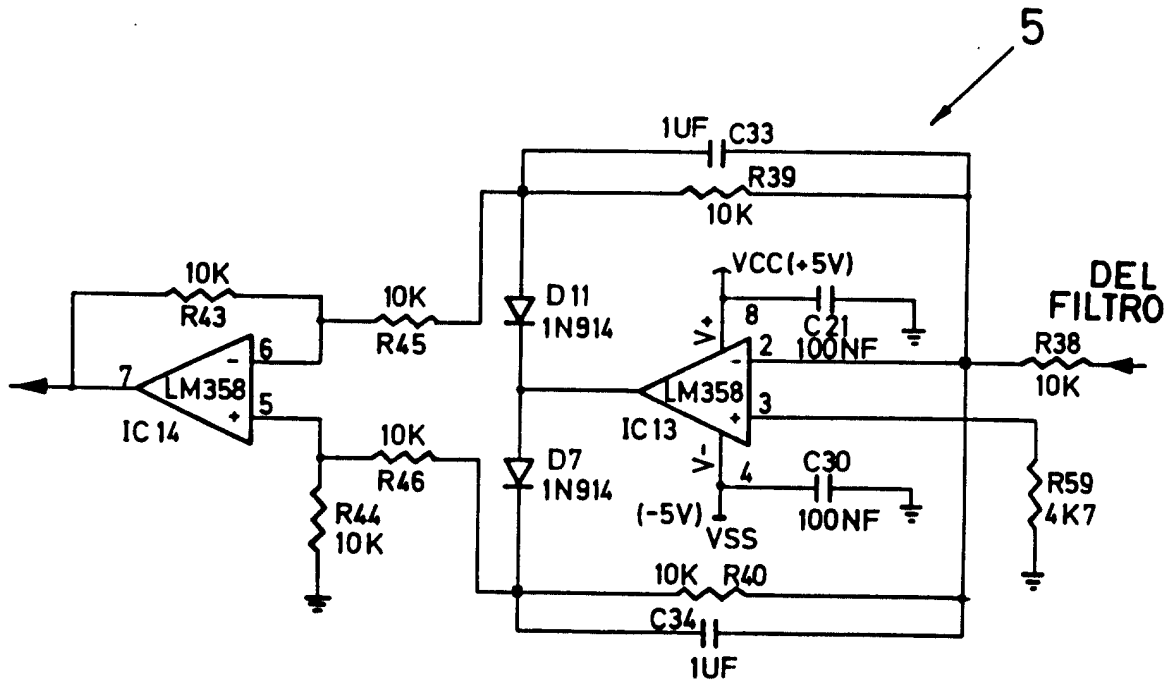 5
1UF C33
R39
10K
VCC(+5V)
DEL
FILTRO
10K
R43
10K
R45
D11
1N914
8
C21
100NF
V+
R38
10K
6
-
2
-
7
LM358
LM358
5
+
3
+
IC14
IC13
10K
R46
D7
1N914
V-
4
C30
100NF
R59
4K7
R44
10K
(-5V)
VSS
10K R40
C34
1UF